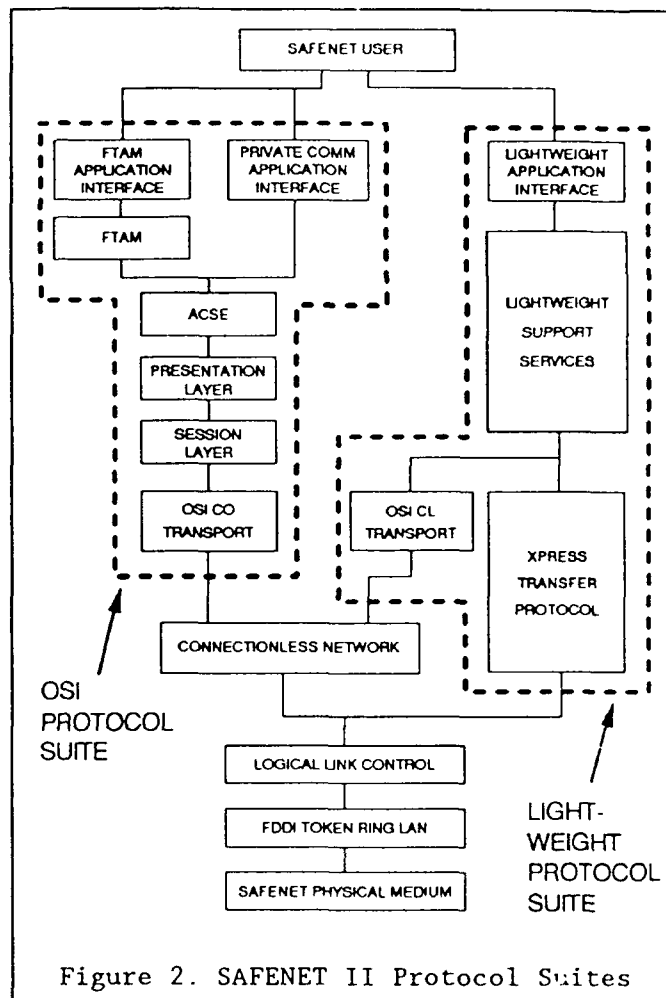 SAFENET USER
FTAM
APPLICATION
INTERFACE
PRIVATE COMM
APPLICATION
INTERFACE
LIGHTWEIGHT
APPLICATION
INTERFACE
FTAM
ACSE
LIGHTWEIGHT
SUPPORT
SERVICES
PRESENTATION
LAYER
SESSION
LAYER
OSI CO
TRANSPORT
OSI CL
TRANSPORT
XPRESS
TRANSFER
PROTOCOL
CONNECTIONLESS NETWORK
OSI
PROTOCOL
SUITE
LOGICAL LINK CONTROL
FDDI TOKEN RING LAN
SAFENET PHYSICAL MEDIUM
LIGHT-
WEIGHT
PROTOCOL
SUITE
Figure 2. SAFENET II Protocol Suites